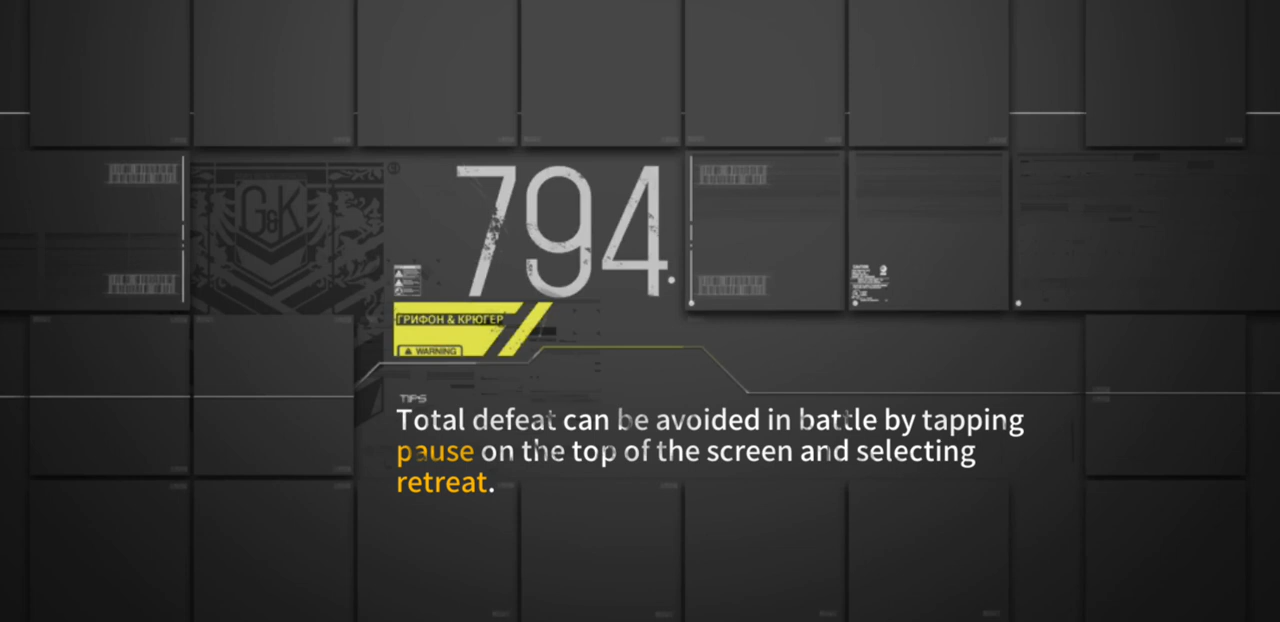 G&K
794.
ГРИФОН & КРЮГЕР
WARNING
TIPS
Total defeat can be avoided in battle by tapping
pause on the top of the screen and selecting
retreat.
CAUTION